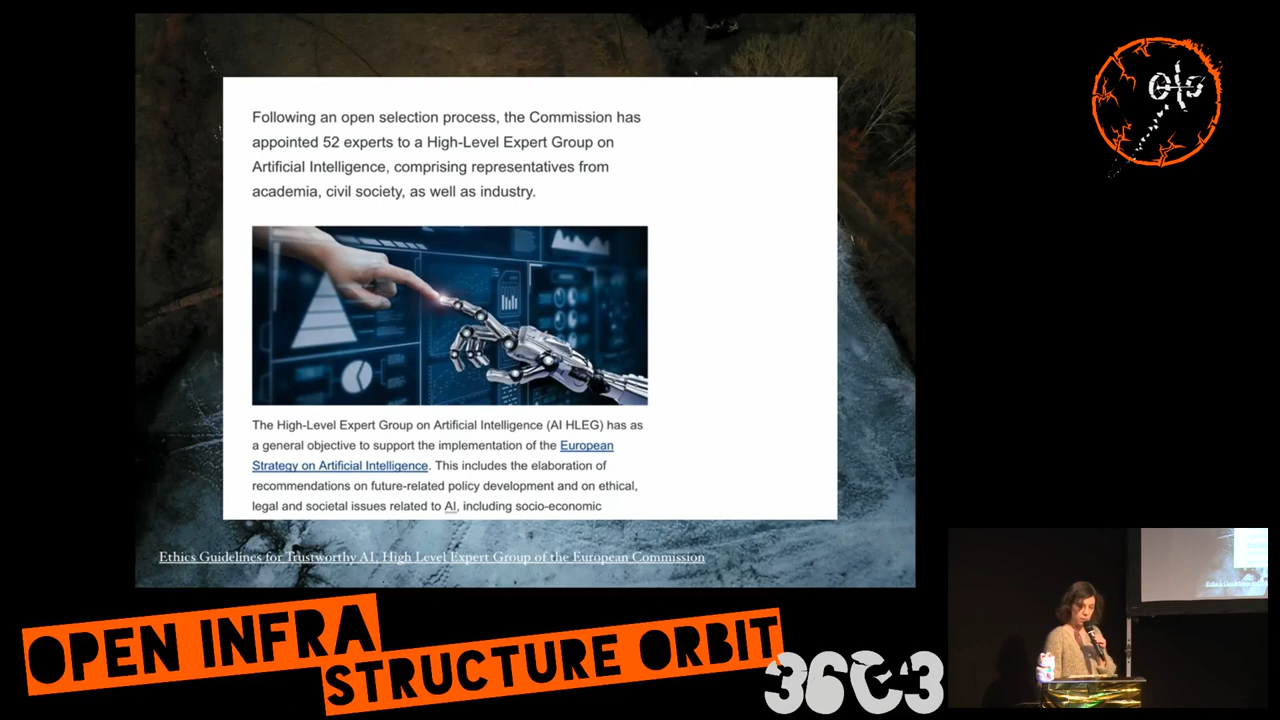 Following an open selection process, the Commission has
appointed 52 experts to a High-Level Expert Group on
Artificial Intelligence, comprising representatives from
academia, civil society, as well as industry.
The High-Level Expert Group on Artificial Intelligence (AI HLEG) has as
a general objective to support the implementation of the European
Strategy on Artificial Intelligence. This includes the elaboration of
recommendations on future-related policy development and on ethical,
legal and societal issues related to AI, including socio-economic
Ethics Guidelines for Trustworthy AI, High Level Expert Group of the European Commission
OPEN INFRA
STRUCTURE ORBIT
36C3